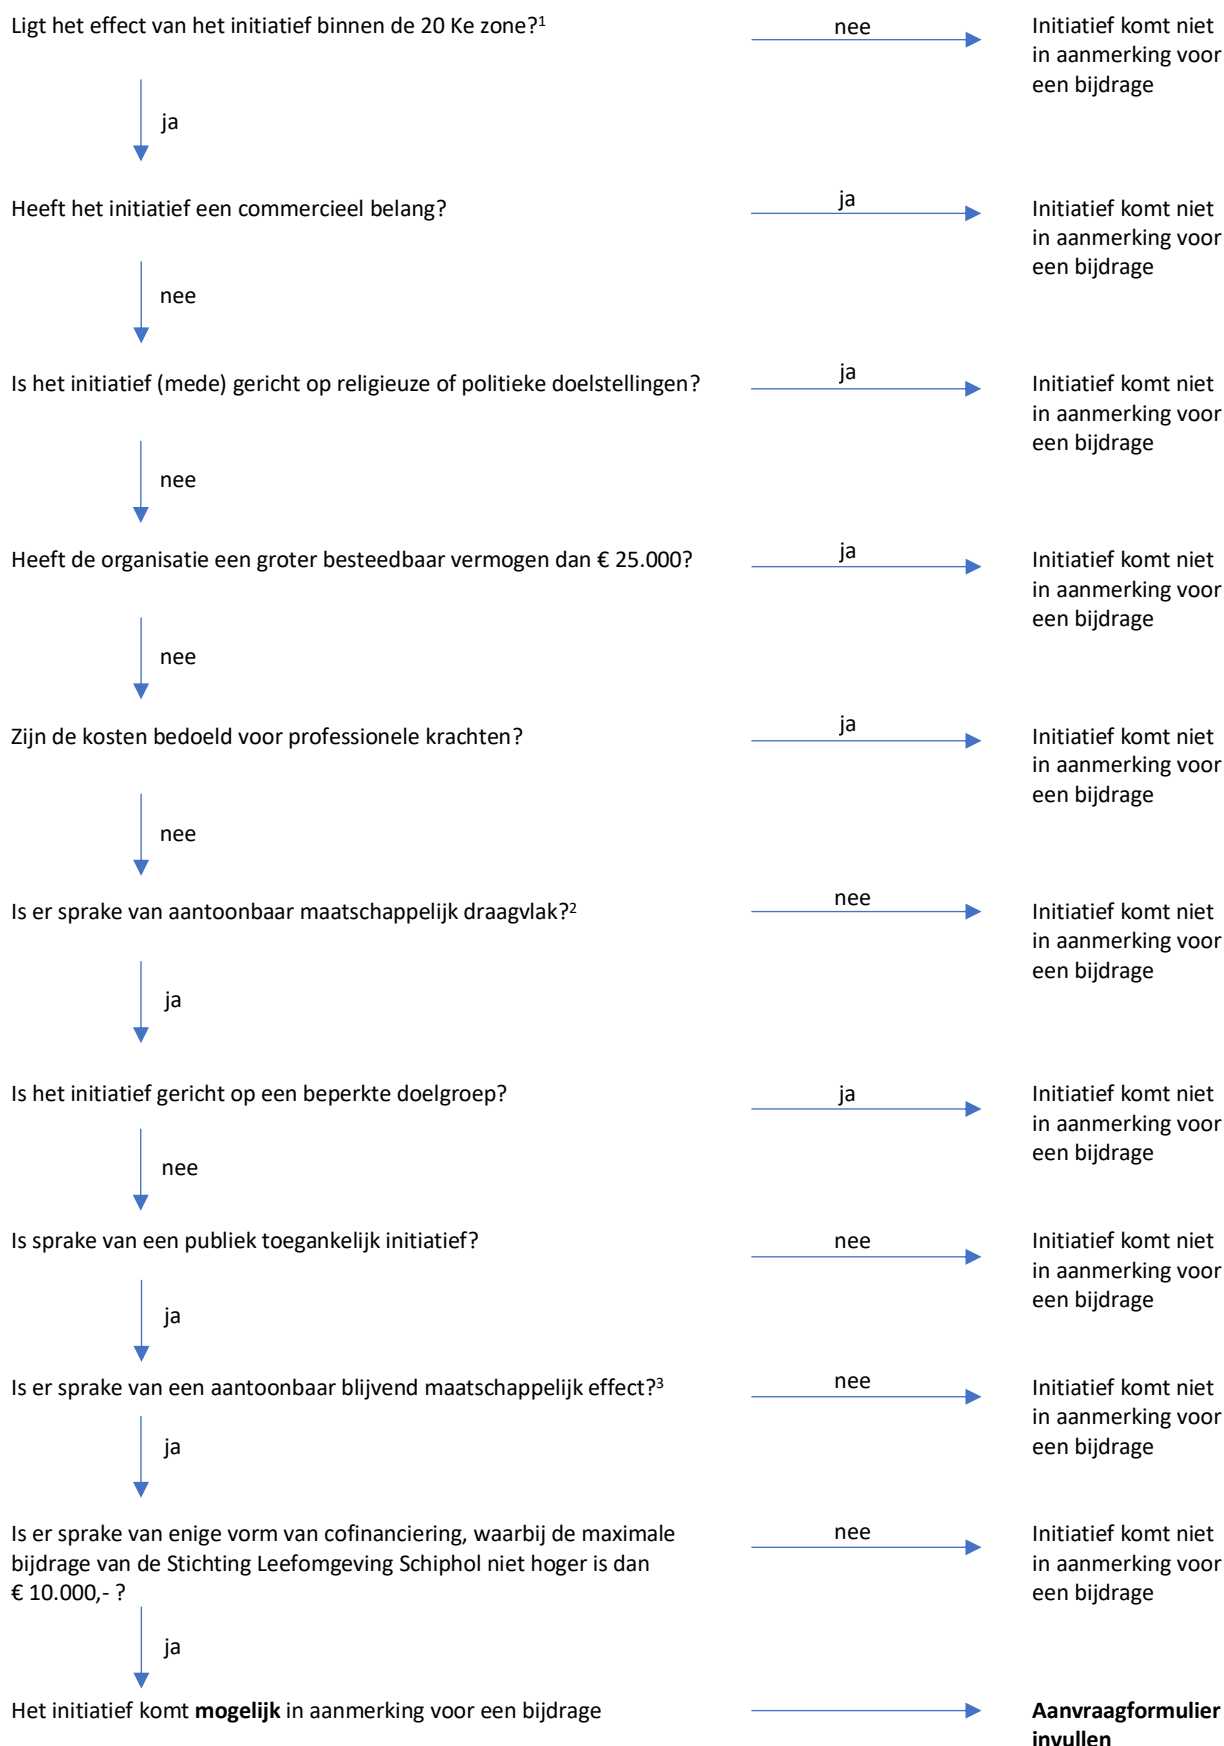 Ligt het effect van het initiatief binnen de 20 Ke zone?¹
nee
Initiatief komt niet
in aanmerking voor
een bijdrage
ja
Heeft het initiatief een commercieel belang?
ja
Initiatief komt niet
in aanmerking voor
een bijdrage
nee
Is het initiatief (mede) gericht op religieuze of politieke doelstellingen?
ja
Initiatief komt niet
in aanmerking voor
een bijdrage
nee
Heeft de organisatie een groter besteedbaar vermogen dan € 25.000?
ja
Initiatief komt niet
in aanmerking voor
een bijdrage
nee
Zijn de kosten bedoeld voor professionele krachten?
ja
Initiatief komt niet
in aanmerking voor
een bijdrage
nee
Is er sprake van aantoonbaar maatschappelijk draagvlak?²
nee
Initiatief komt niet
in aanmerking voor
een bijdrage
ja
Is het initiatief gericht op een beperkte doelgroep?
ja
Initiatief komt niet
in aanmerking voor
een bijdrage
nee
Is sprake van een publiek toegankelijk initiatief?
nee
Initiatief komt niet
in aanmerking voor
een bijdrage
ja
Is er sprake van een aantoonbaar blijvend maatschappelijk effect?³
nee
Initiatief komt niet
in aanmerking voor
een bijdrage
ja
Is er sprake van enige vorm van cofinanciering, waarbij de maximale
bijdrage van de Stichting Leefomgeving Schiphol niet hoger is dan
€ 10.000,- ?
nee
Initiatief komt niet
in aanmerking voor
een bijdrage
ja
Het initiatief komt mogelijk in aanmerking voor een bijdrage
Aanvraagformulier
invullen